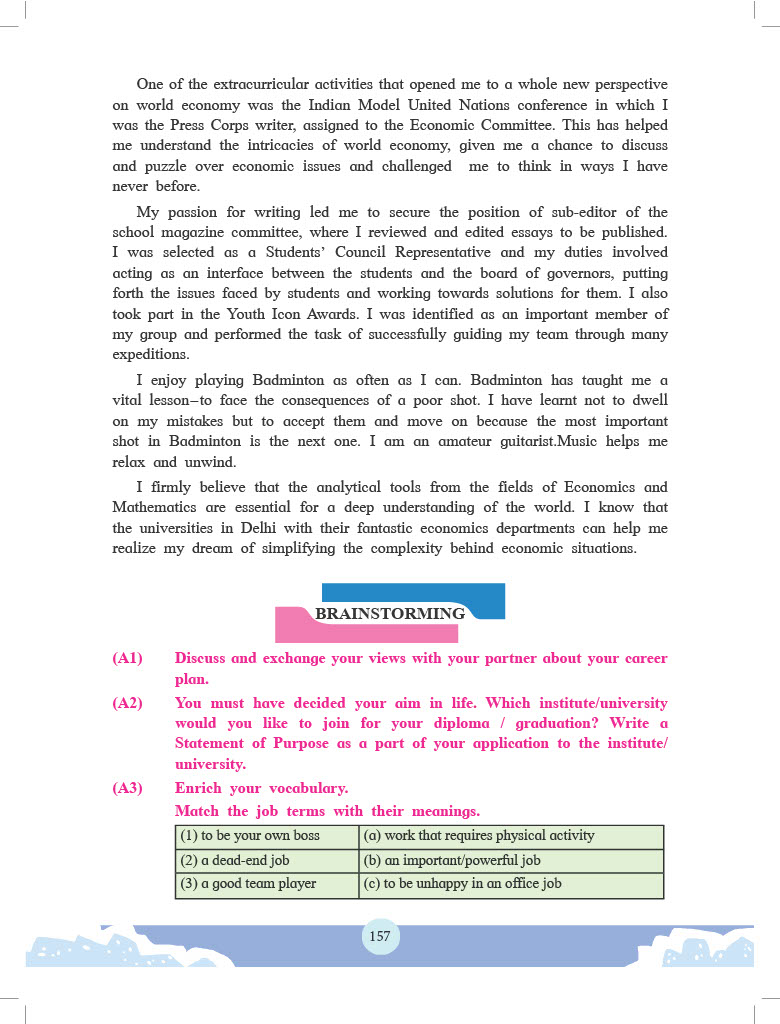 One of the extracurricular activities that opened me to a whole new perspective
on world economy was the Indian Model United Nations conference in which I
was the Press Corps writer, assigned to the Economic Committee. This has helped
me understand the intricacies of world economy, given me a chance to discuss
and puzzle over economic issues and challenged me to think in ways I have
never before.
My passion for writing led me to secure the position of sub-editor of the
school magazine committee, where I reviewed and edited essays to be published.
I was selected as a Students’ Council Representative and my duties involved
acting as an interface between the students and the board of governors, putting
forth the issues faced by students and working towards solutions for them. I also
took part in the Youth Icon Awards. I was identified as an important member of
my group and performed the task of successfully guiding my team through many
expeditions.
I enjoy playing Badminton as often as I can. Badminton has taught me a
vital lesson–to face the consequences of a poor shot. I have learnt not to dwell
on my mistakes but to accept them and move on because the most important
shot in Badminton is the next one. I am an amateur guitarist.Music helps me
relax and unwind.
I firmly believe that the analytical tools from the fields of Economics and
Mathematics are essential for a deep understanding of the world. I know that
the universities in Delhi with their fantastic economics departments can help me
realize my dream of simplifying the complexity behind economic situations.
BRAINSTORMING
(A1) Discuss and exchange your views with your partner about your career
plan.
(A2) You must have decided your aim in life. Which institute/university
would you like to join for your diploma / graduation? Write a
Statement of Purpose as a part of your application to the institute/
university.
(A3) Enrich your vocabulary.
Match the job terms with their meanings.
(1) to be your own boss (a) work that requires physical activity
(2) a dead-end job (b) an important/powerful job
(3) a good team player (c) to be unhappy in an office job
157